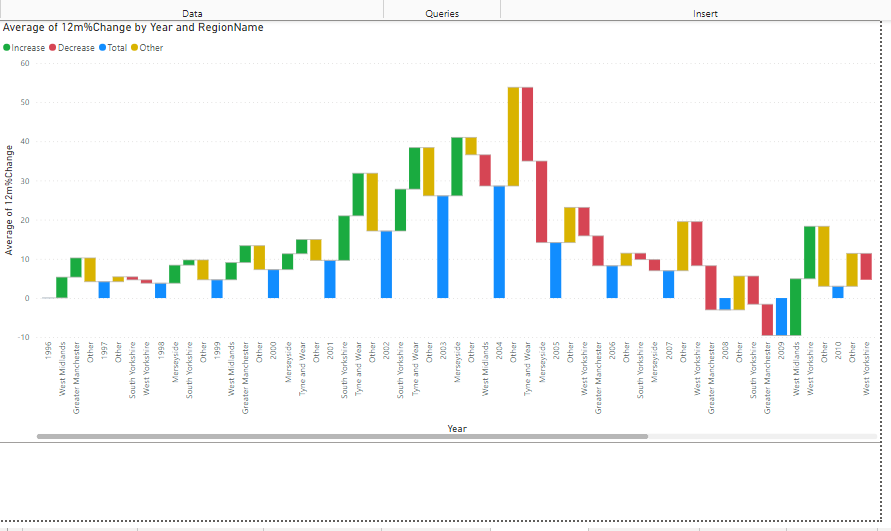 Data Queries Insert
Average of 12m%Change by Year and RegionName
Increase Decrease Total Other
60
50
40
30
20
10
0
-10
Average of 12m%Change
1996
West Midlands
Greater Manchester
Other
1997
Other
South Yorkshire
West Yorkshire
1998
Merseyside
South Yorkshire
Other
1999
West Midlands
Greater Manchester
Other
2000
Merseyside
Tyne and Wear
Other
2001
South Yorkshire
Tyne and Wear
Other
2002
South Yorkshire
Tyne and Wear
Other
2003
Merseyside
Other
West Midlands
2004
Other
Tyne and Wear
Merseyside
2005
Other
West Midlands
Greater Manchester
2006
Other
South Yorkshire
Merseyside
2007
Other
West Midlands
Greater Manchester
2008
Other
South Yorkshire
Greater Manchester
2009
West Midlands
West Yorkshire
Other
2010
Other
West Yorkshire
Year